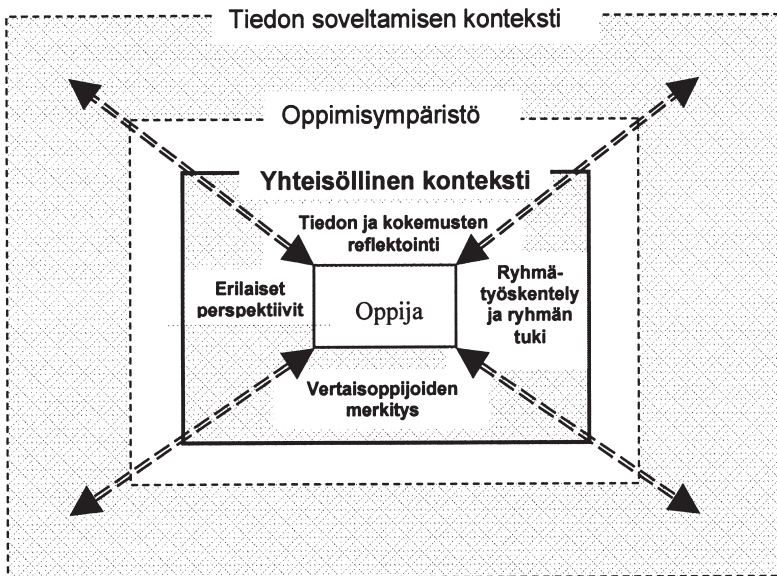 Tiedon soveltamisen konteksti
Oppimisympäristö
Yhteisöllinen konteksti
Tiedon ja kokemusten
reflektointi
Erilaiset
perspektiivit
Oppija
Ryhmä-
työskentely
ja ryhmän
tuki
Vertaisoppijoiden
merkitys